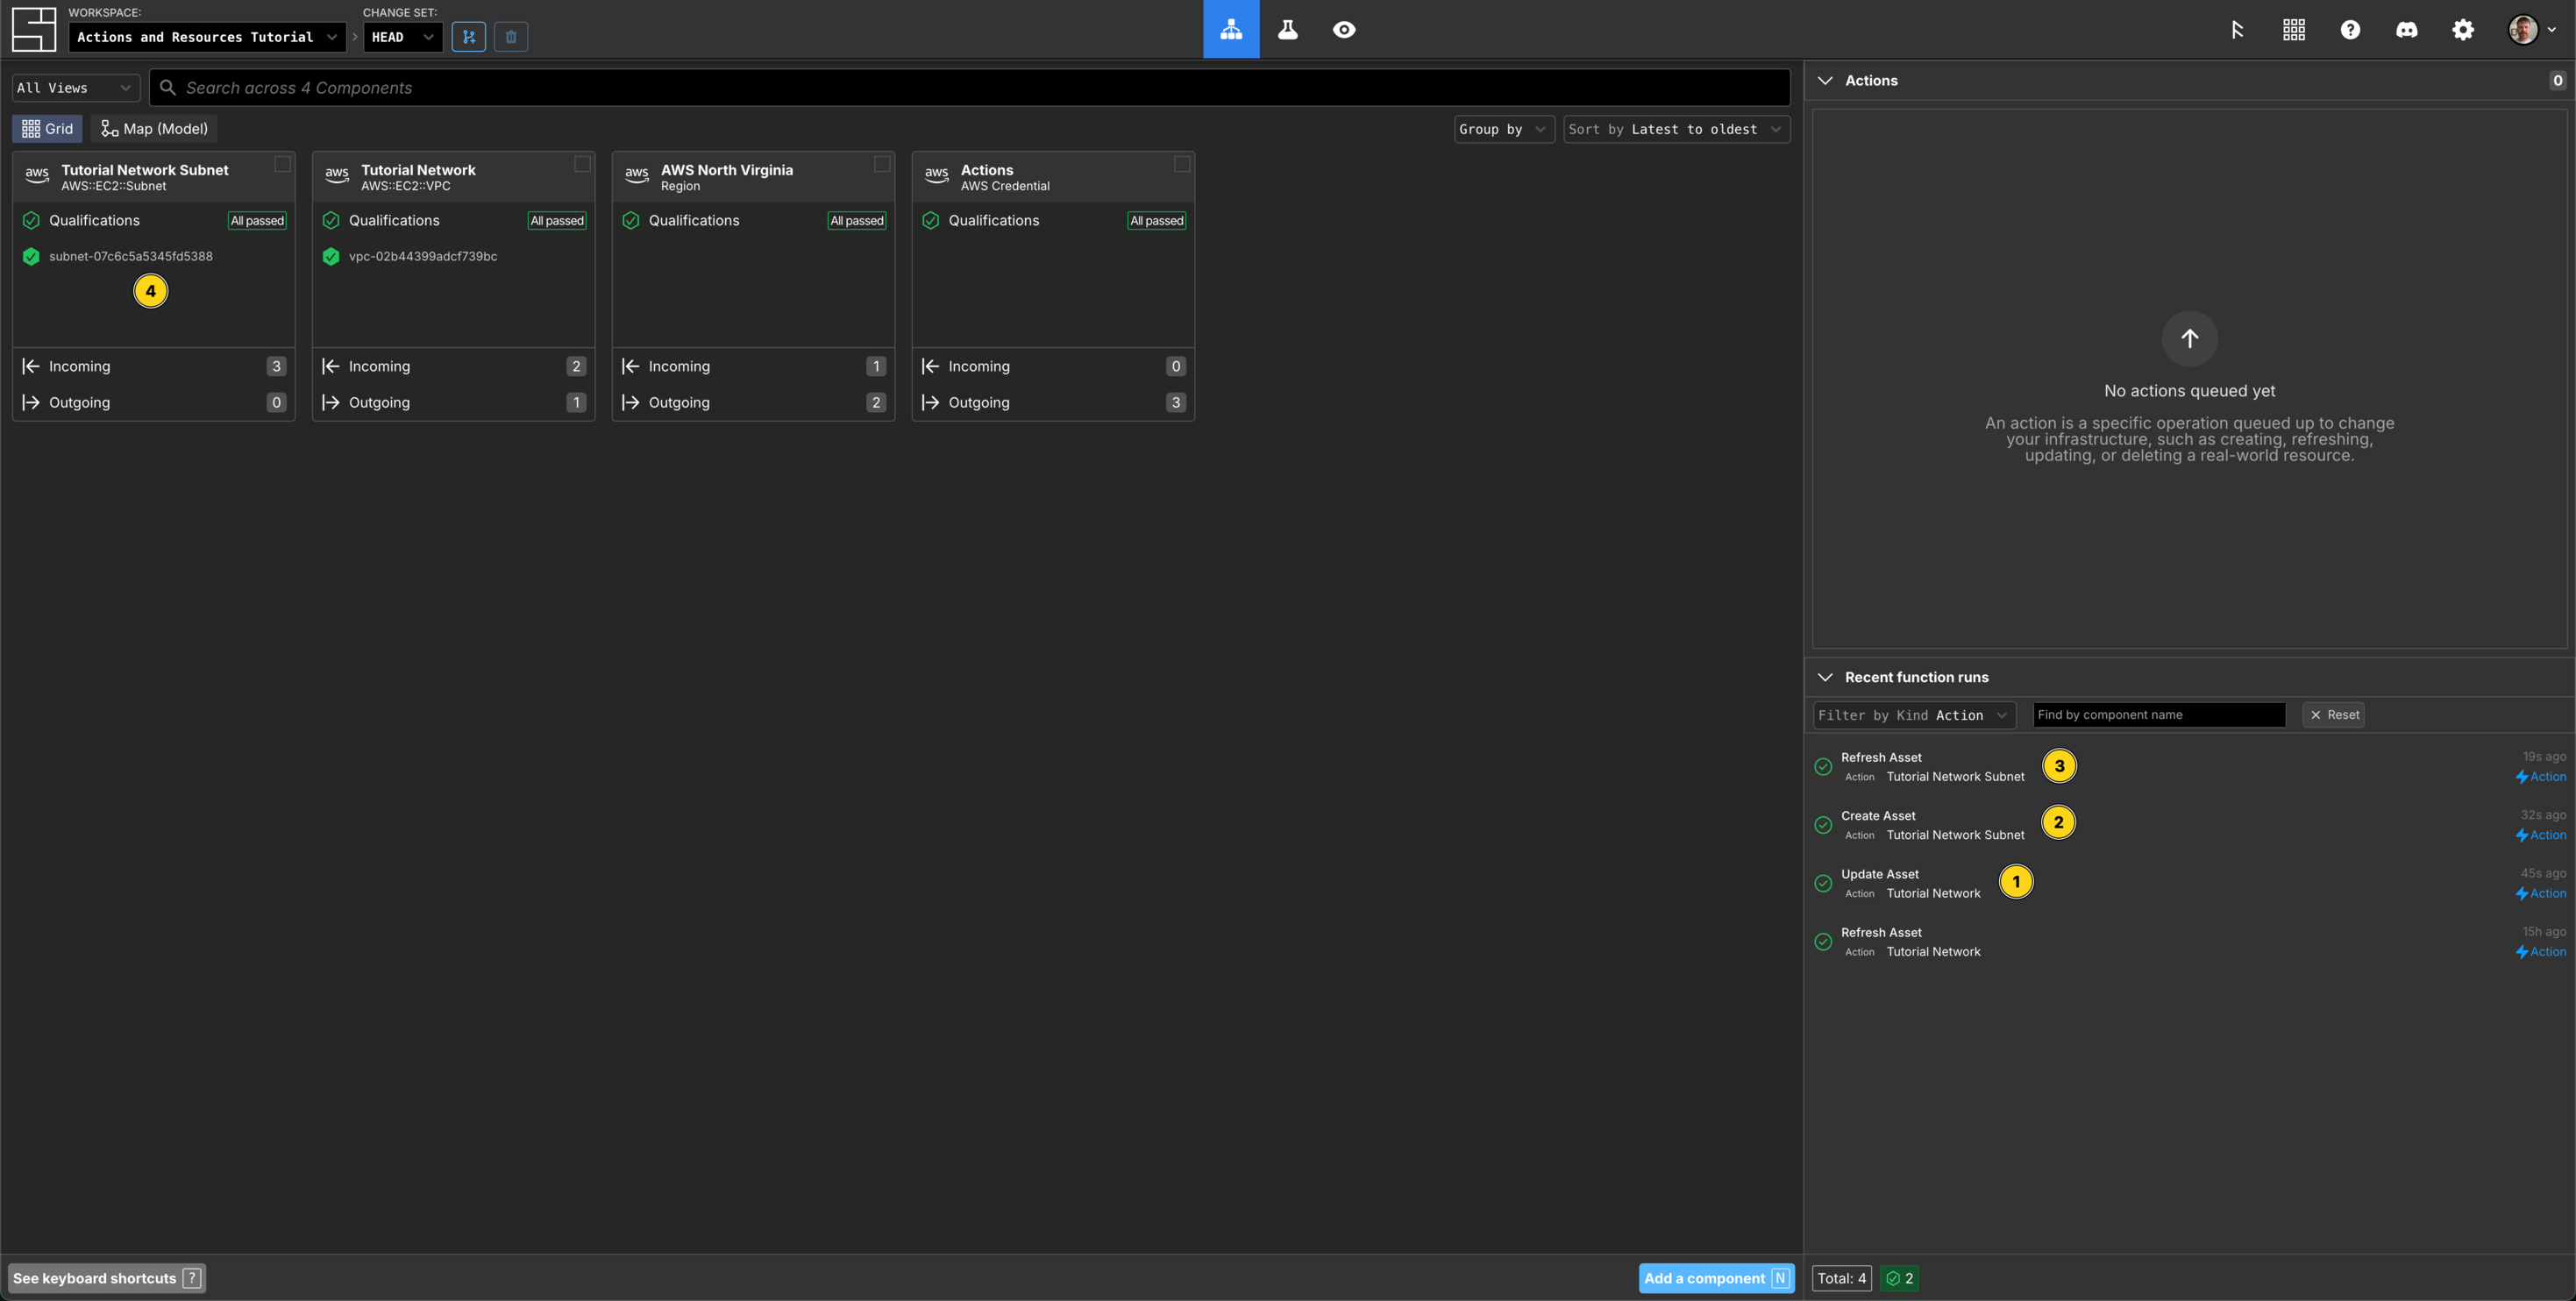 WORKSPACE:
Actions and Resources Tutorial
CHANGE SET:
HEAD
All Views
Search across 4 Components
Grid
Map (Model)
Group by
Sort by Latest to oldest
aws
Tutorial Network Subnet
AWS::EC2::Subnet
Qualifications
All passed
subnet-07c6c5a5345fd5388
4
Incoming
3
Outgoing
0
aws
Tutorial Network
AWS::EC2::VPC
Qualifications
All passed
vpc-02b44399adcf739bc
Incoming
2
Outgoing
1
aws
AWS North Virginia
Region
Qualifications
All passed
Incoming
1
Outgoing
2
aws
Actions
AWS Credential
Qualifications
All passed
Incoming
0
Outgoing
3
Actions
0
No actions queued yet
An action is a specific operation queued up to change
your infrastructure, such as creating, refreshing,
updating, or deleting a real-world resource.
Recent function runs
Filter by Kind Action
Find by component name
Reset
Refresh Asset
19s ago
Action Tutorial Network Subnet
3
Action
Create Asset
32s ago
Action Tutorial Network Subnet
2
Action
Update Asset
45s ago
Action Tutorial Network
1
Action
Refresh Asset
15h ago
Action Tutorial Network
Action
See keyboard shortcuts ?
Add a component N
Total: 4
2